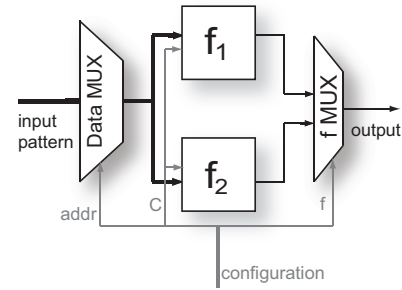 Data MUX
f1
f2
f MUX
input
pattern
output
addr
C
f
configuration